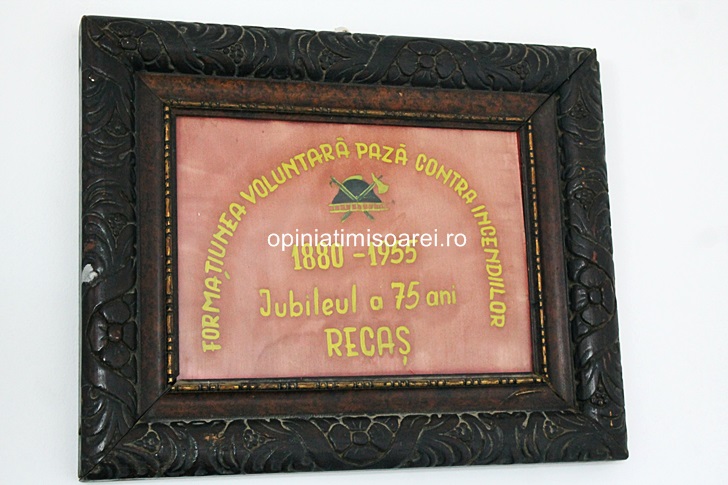 FORMAȚIUNEA VOLUNTARĂ PAZĂ CONTRA INCENDIILOR
opiniatimisoarei.ro
1880 - 1955
Jubileul a 75 ani
RECAȘ